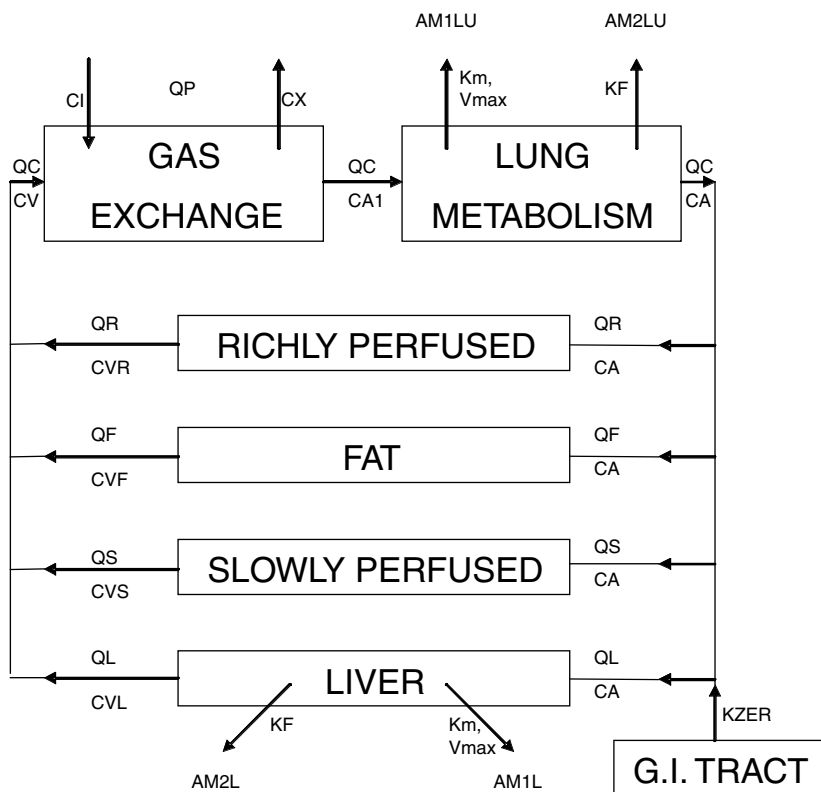 AM1LU
AM2LU
CI
QP
CX
Km,
Vmax
KF
QC
CV
GAS
EXCHANGE
QC
CA1
LUNG
METABOLISM
QC
CA
QR
CVR
RICHLY PERFUSED
QR
CA
QF
CVF
FAT
QF
CA
QS
CVS
SLOWLY PERFUSED
QS
CA
QL
CVL
LIVER
QL
CA
KF
Km,
Vmax
KZER
AM2L
AM1L
G.I. TRACT